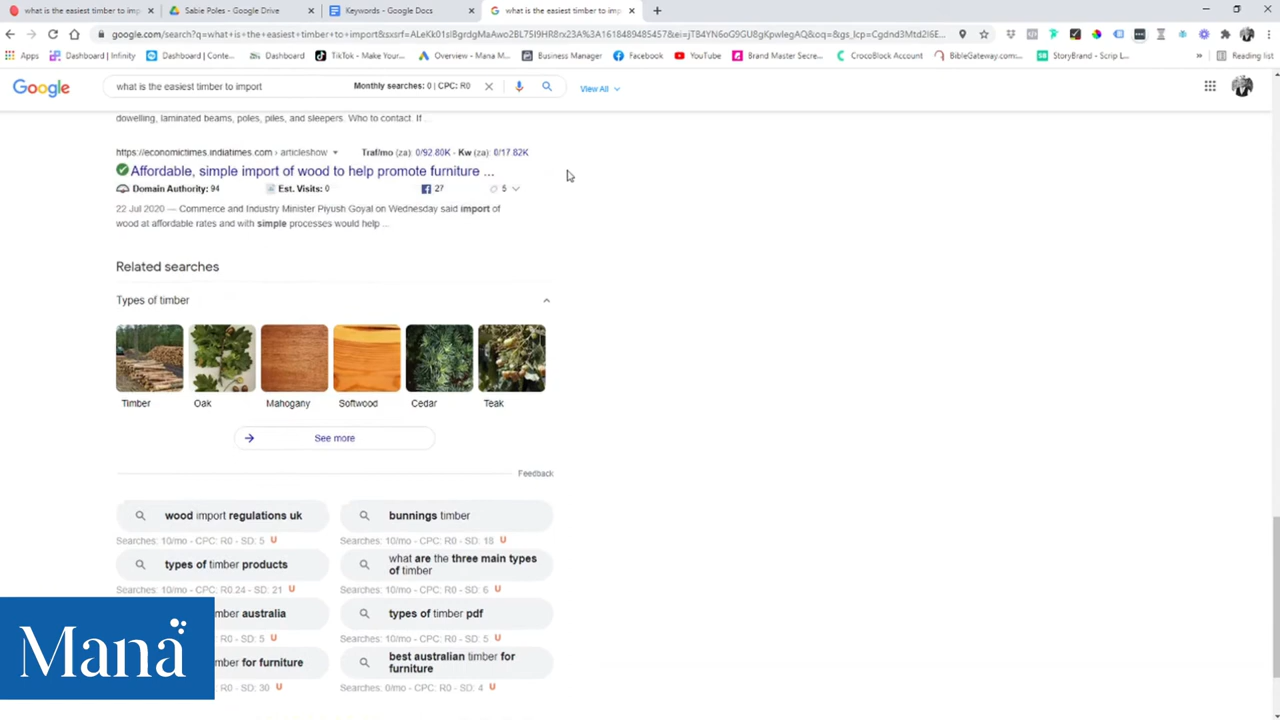 what is the easiest timber to imp
Sabie Poles - Google Drive
Keywords - Google Docs
what is the easiest timber to imp
Apps
Dashboard | Infinity
Dashboard | Conte...
Dashboard
TikTok - Make Your...
Overview - Mana M...
Business Manager
Facebook
YouTube
Brand Master Secre...
CrocoBlock Account
BibleGateway.com:...
StoryBrand - Scrip L...
Reading list
Google
what is the easiest timber to import
Monthly searches: 0 | CPC: R0
View All
dowelling, laminated beams, poles, piles, and sleepers. Who to contact. If ...
https://economictimes.indiatimes.com › articleshow
Traf/mo (za): 0/92.80K - Kw (za): 0/17.82K
Affordable, simple import of wood to help promote furniture ...
Domain Authority: 94
Est. Visits: 0
27
5
22 Jul 2020 — Commerce and Industry Minister Piyush Goyal on Wednesday said import of
wood at affordable rates and with simple processes would help ...
Related searches
Types of timber
Timber
Oak
Mahogany
Softwood
Cedar
Teak
See more
Feedback
wood import regulations uk
bunnings timber
Searches: 10/mo - CPC: R0 - SD: 5
Searches: 10/mo - CPC: R0 - SD: 18
types of timber products
what are the three main types
of timber
Searches: 10/mo - CPC: R0.24 - SD: 21
Searches: 10/mo - CPC: R0 - SD: 6
mber australia
types of timber pdf
R0 - SD: 5
Searches: 10/mo - CPC: R0 - SD: 5
mber for furniture
best australian timber for
furniture
R0 - SD: 30
Searches: 0/mo - CPC: R0 - SD: 4
Manä